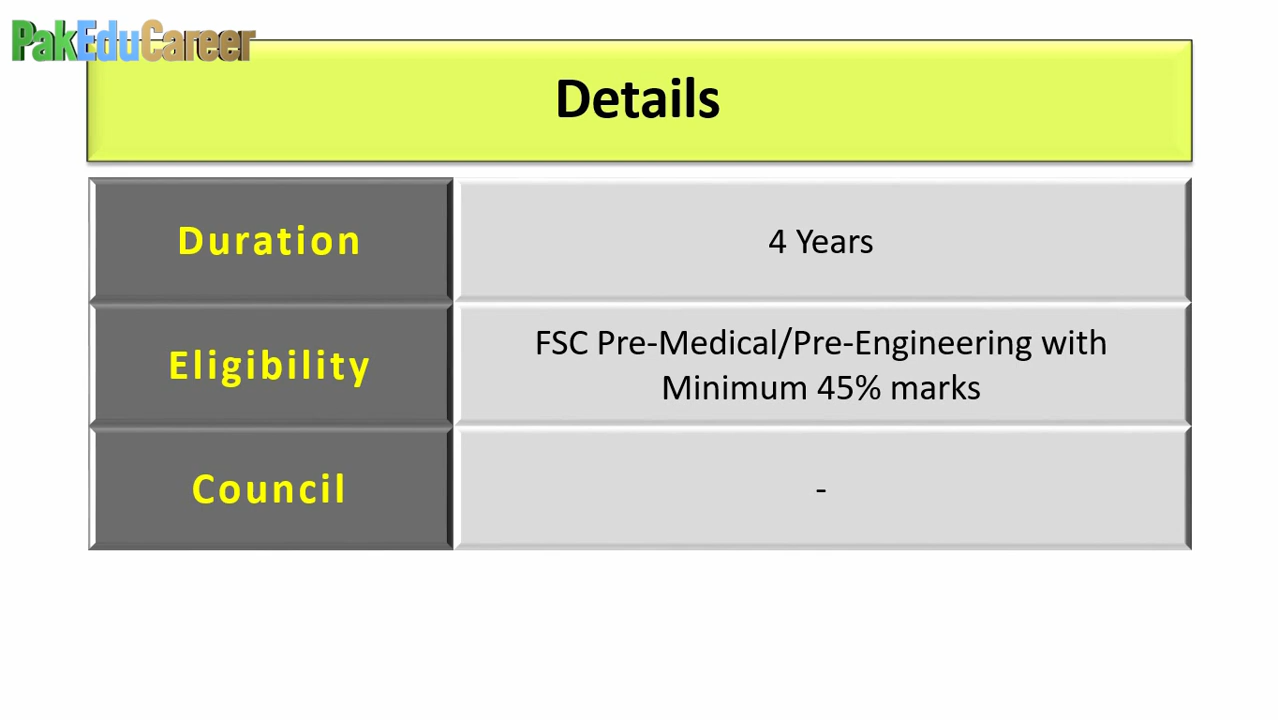 PakEduCareer
Details
Duration
4 Years
Eligibility
FSC Pre-Medical/Pre-Engineering with
Minimum 45% marks
Council
-